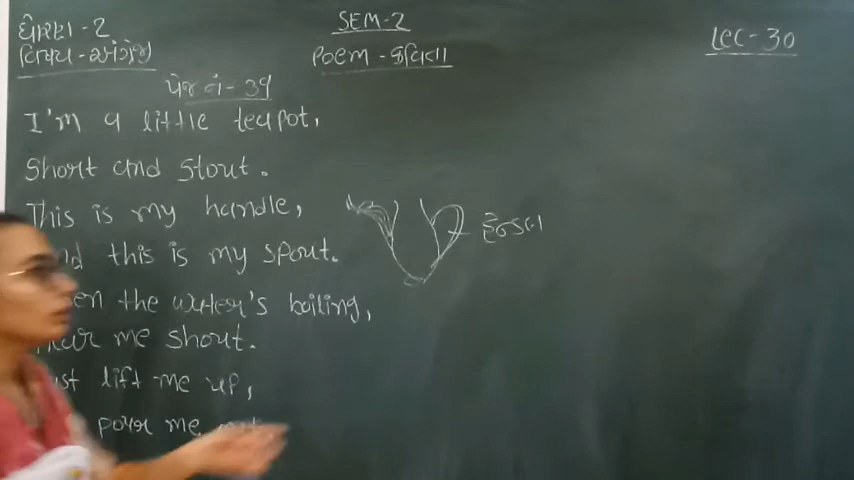 ધોરણ-2
SEM-2
Lec-30
વિષય-અંગ્રેજી
Poem-કવિતા
પેજ નં-39
I'm a little teapot,
Short and stout.
This is my handle,
હેન્ડલ
this is my spout.
the water's boiling,
me shout.
lift me up,
pour me